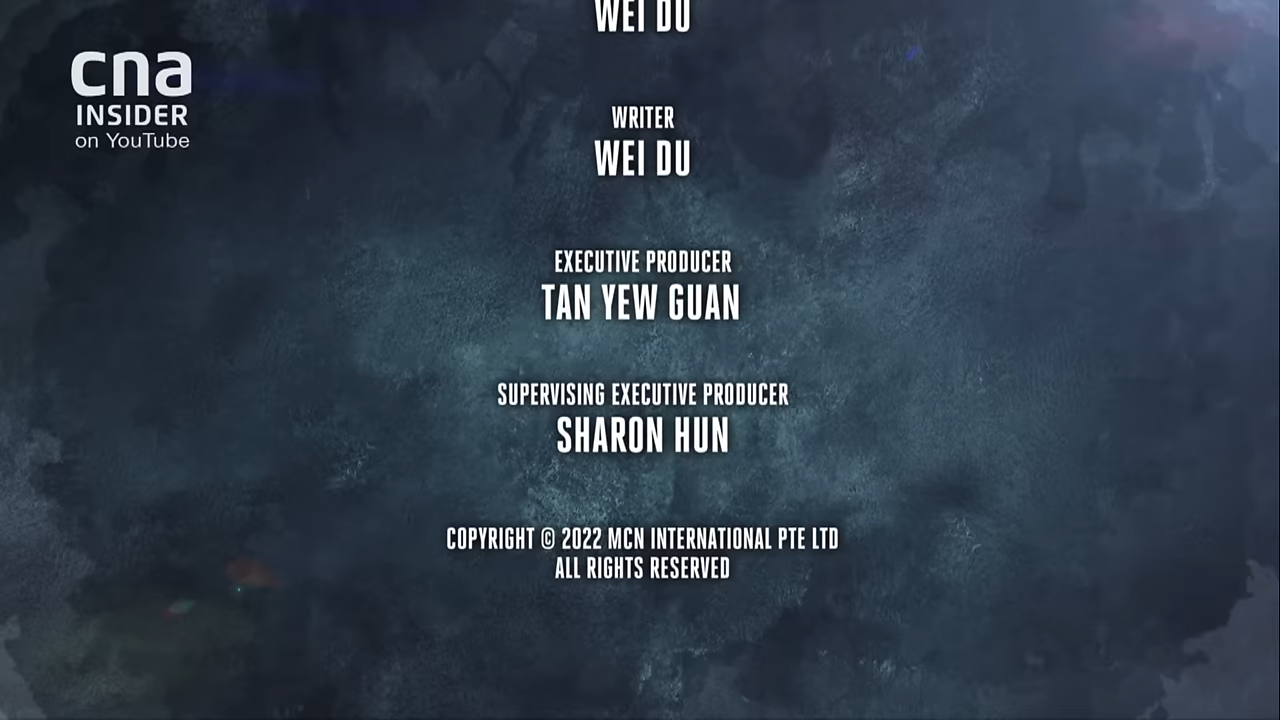 WEI DU
cna
INSIDER
on YouTube
WRITER
WEI DU
EXECUTIVE PRODUCER
TAN YEW GUAN
SUPERVISING EXECUTIVE PRODUCER
SHARON HUN
COPYRIGHT © 2022 MCN INTERNATIONAL PTE LTD
ALL RIGHTS RESERVED